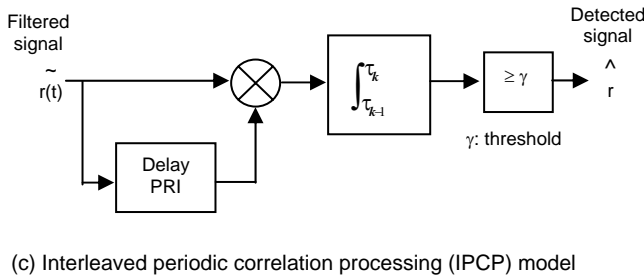 Filtered
signal
~
r(t)
Delay
PRI
∫
τk
τk−1
≥ γ
γ: threshold
Detected
signal
^
r
(c) Interleaved periodic correlation processing (IPCP) model